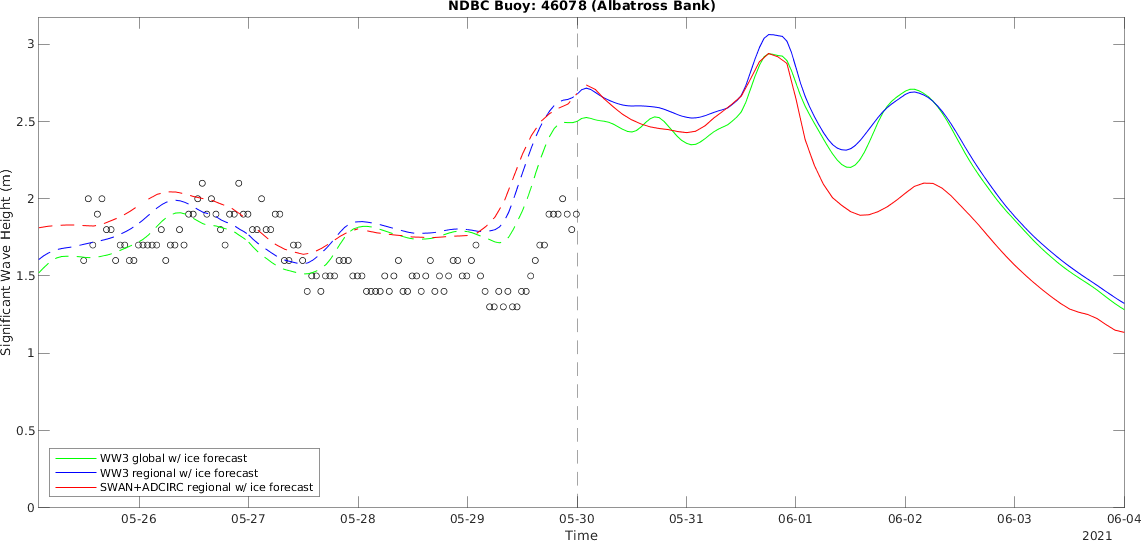 NDBC Buoy: 46078 (Albatross Bank)
Significant Wave Height (m)
3
2.5
2
1.5
1
0.5
0
WW3 global w/ ice forecast
WW3 regional w/ ice forecast
SWAN+ADCIRC regional w/ ice forecast
05-26 05-27 05-28 05-29 05-30 05-31 06-01 06-02 06-03 06-04
Time
2021